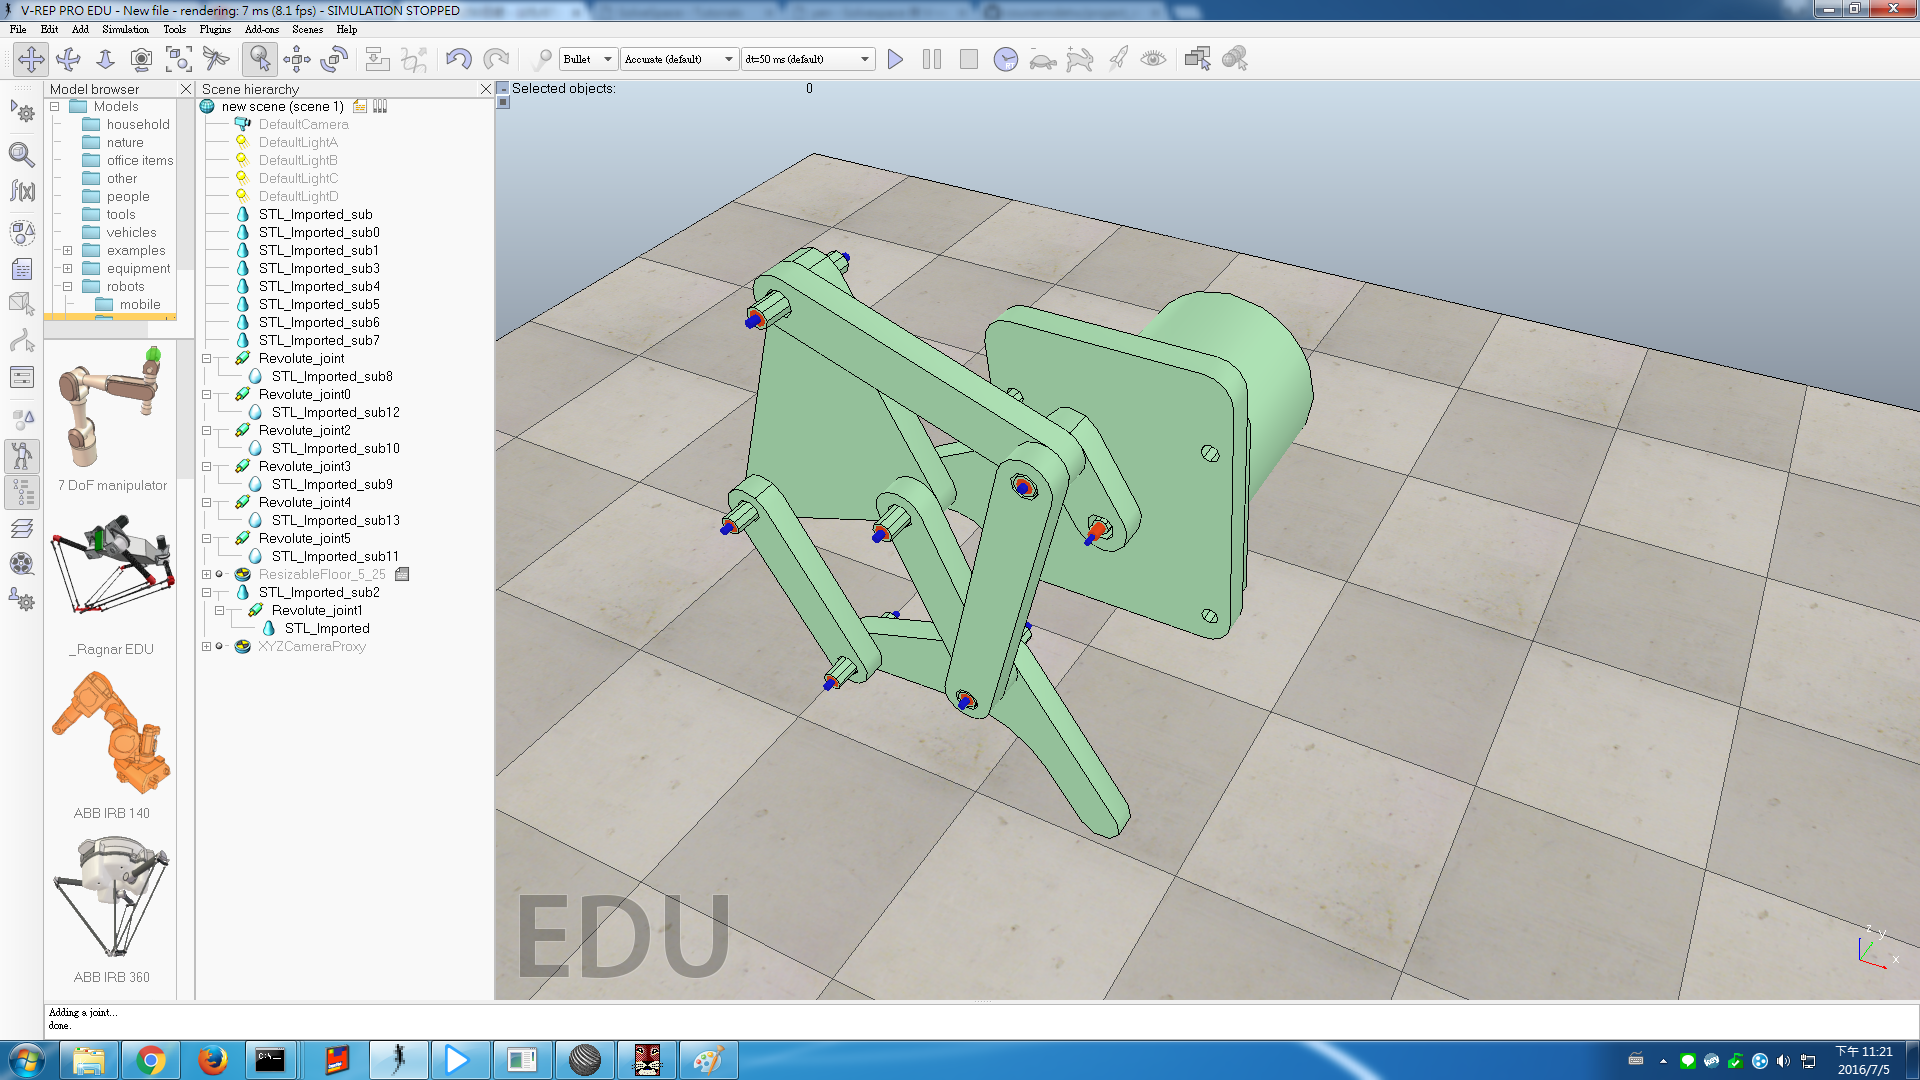 V-REP PRO EDU - New file - rendering: 7 ms (8.1 fps) - SIMULATION STOPPED
File Edit Add Simulation Tools Plugins Add-ons Scenes Help
Bullet Accurate (default) dt=50 ms (default)
Model browser
Models
household
nature
office items
other
people
tools
vehicles
examples
equipment
robots
mobile
7 DoF manipulator
_Ragnar EDU
ABB IRB 140
ABB IRB 360
Scene hierarchy
new scene (scene 1)
DefaultCamera
DefaultLightA
DefaultLightB
DefaultLightC
DefaultLightD
STL_Imported_sub
STL_Imported_sub0
STL_Imported_sub1
STL_Imported_sub3
STL_Imported_sub4
STL_Imported_sub5
STL_Imported_sub6
STL_Imported_sub7
Revolute_joint
STL_Imported_sub8
Revolute_joint0
STL_Imported_sub12
Revolute_joint2
STL_Imported_sub10
Revolute_joint3
STL_Imported_sub9
Revolute_joint4
STL_Imported_sub13
Revolute_joint5
STL_Imported_sub11
ResizableFloor_5_25
STL_Imported_sub2
Revolute_joint1
STL_Imported
XYZCameraProxy
Selected objects: 0
EDU
z
y
x
Adding a joint...
done.
下午 11:21
2016/7/5